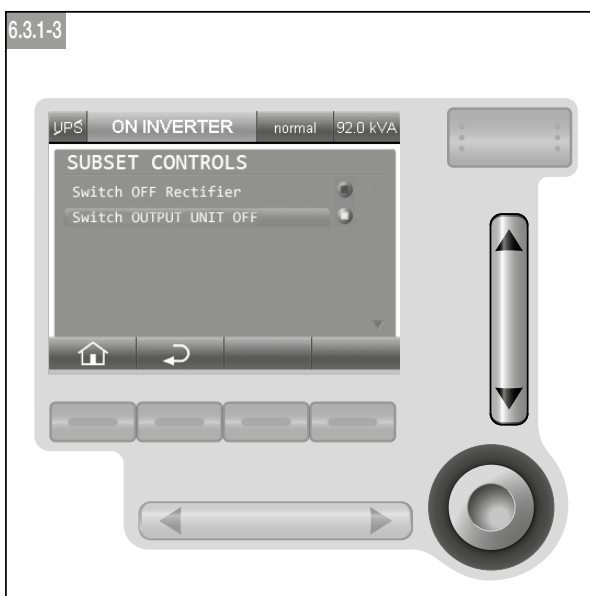 6.3.1-3
UPS ON INVERTER normal 92.0 kVA
SUBSET CONTROLS
Switch OFF Rectifier
Switch OUTPUT UNIT OFF